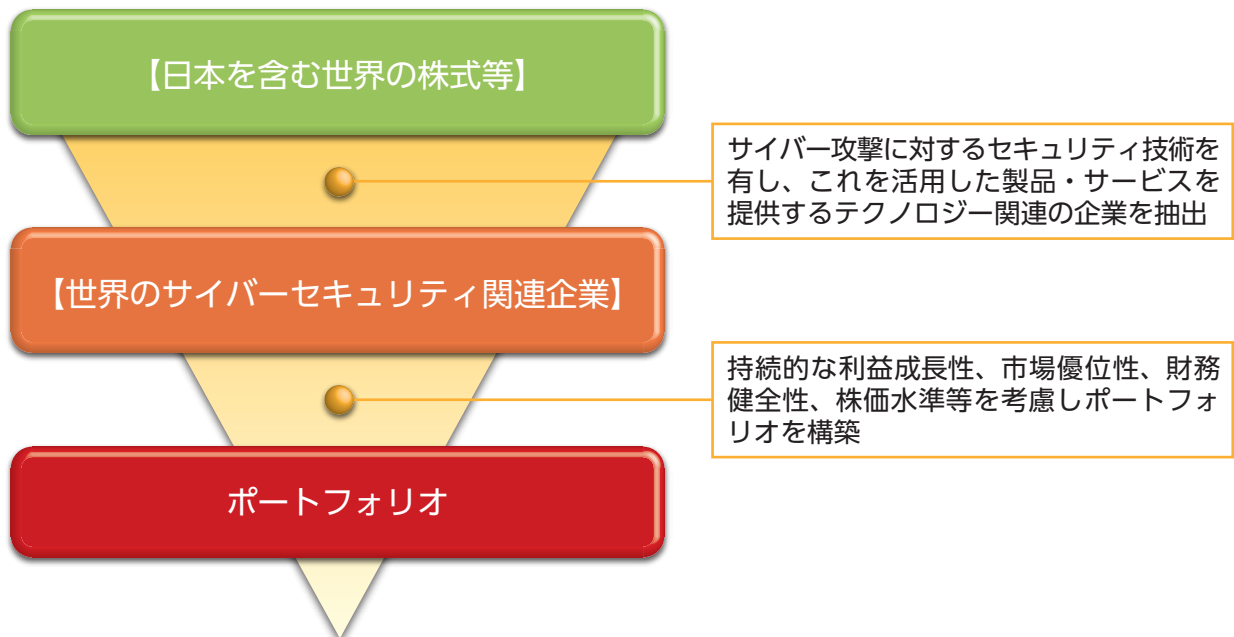 【日本を含む世界の株式等】
サイバー攻撃に対するセキュリティ技術を
有し、これを活用した製品・サービスを
提供するテクノロジー関連の企業を抽出
【世界のサイバーセキュリティ関連企業】
持続的な利益成長性、市場優位性、財務
健全性、株価水準等を考慮しポートフォ
リオを構築
ポートフォリオ